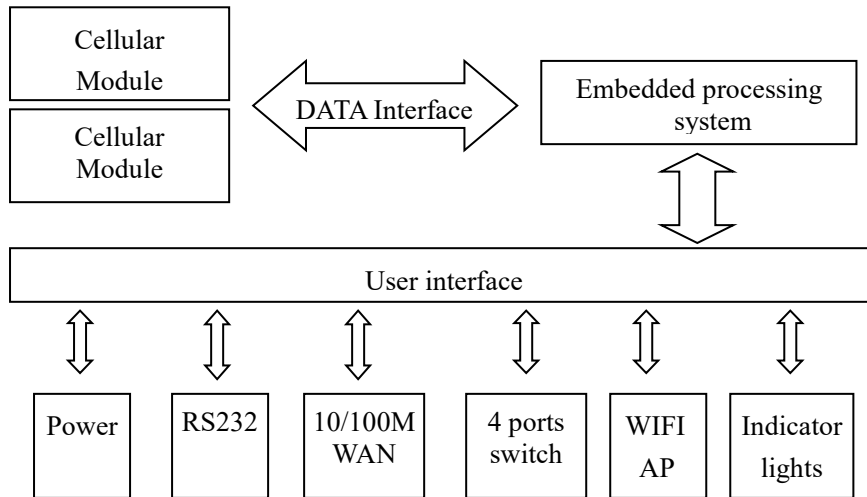 Cellular
Module
DATA Interface
Embedded processing
system
Cellular
Module
User interface
Power
RS232
10/100M
WAN
4 ports
switch
WIFI
AP
Indicator
lights